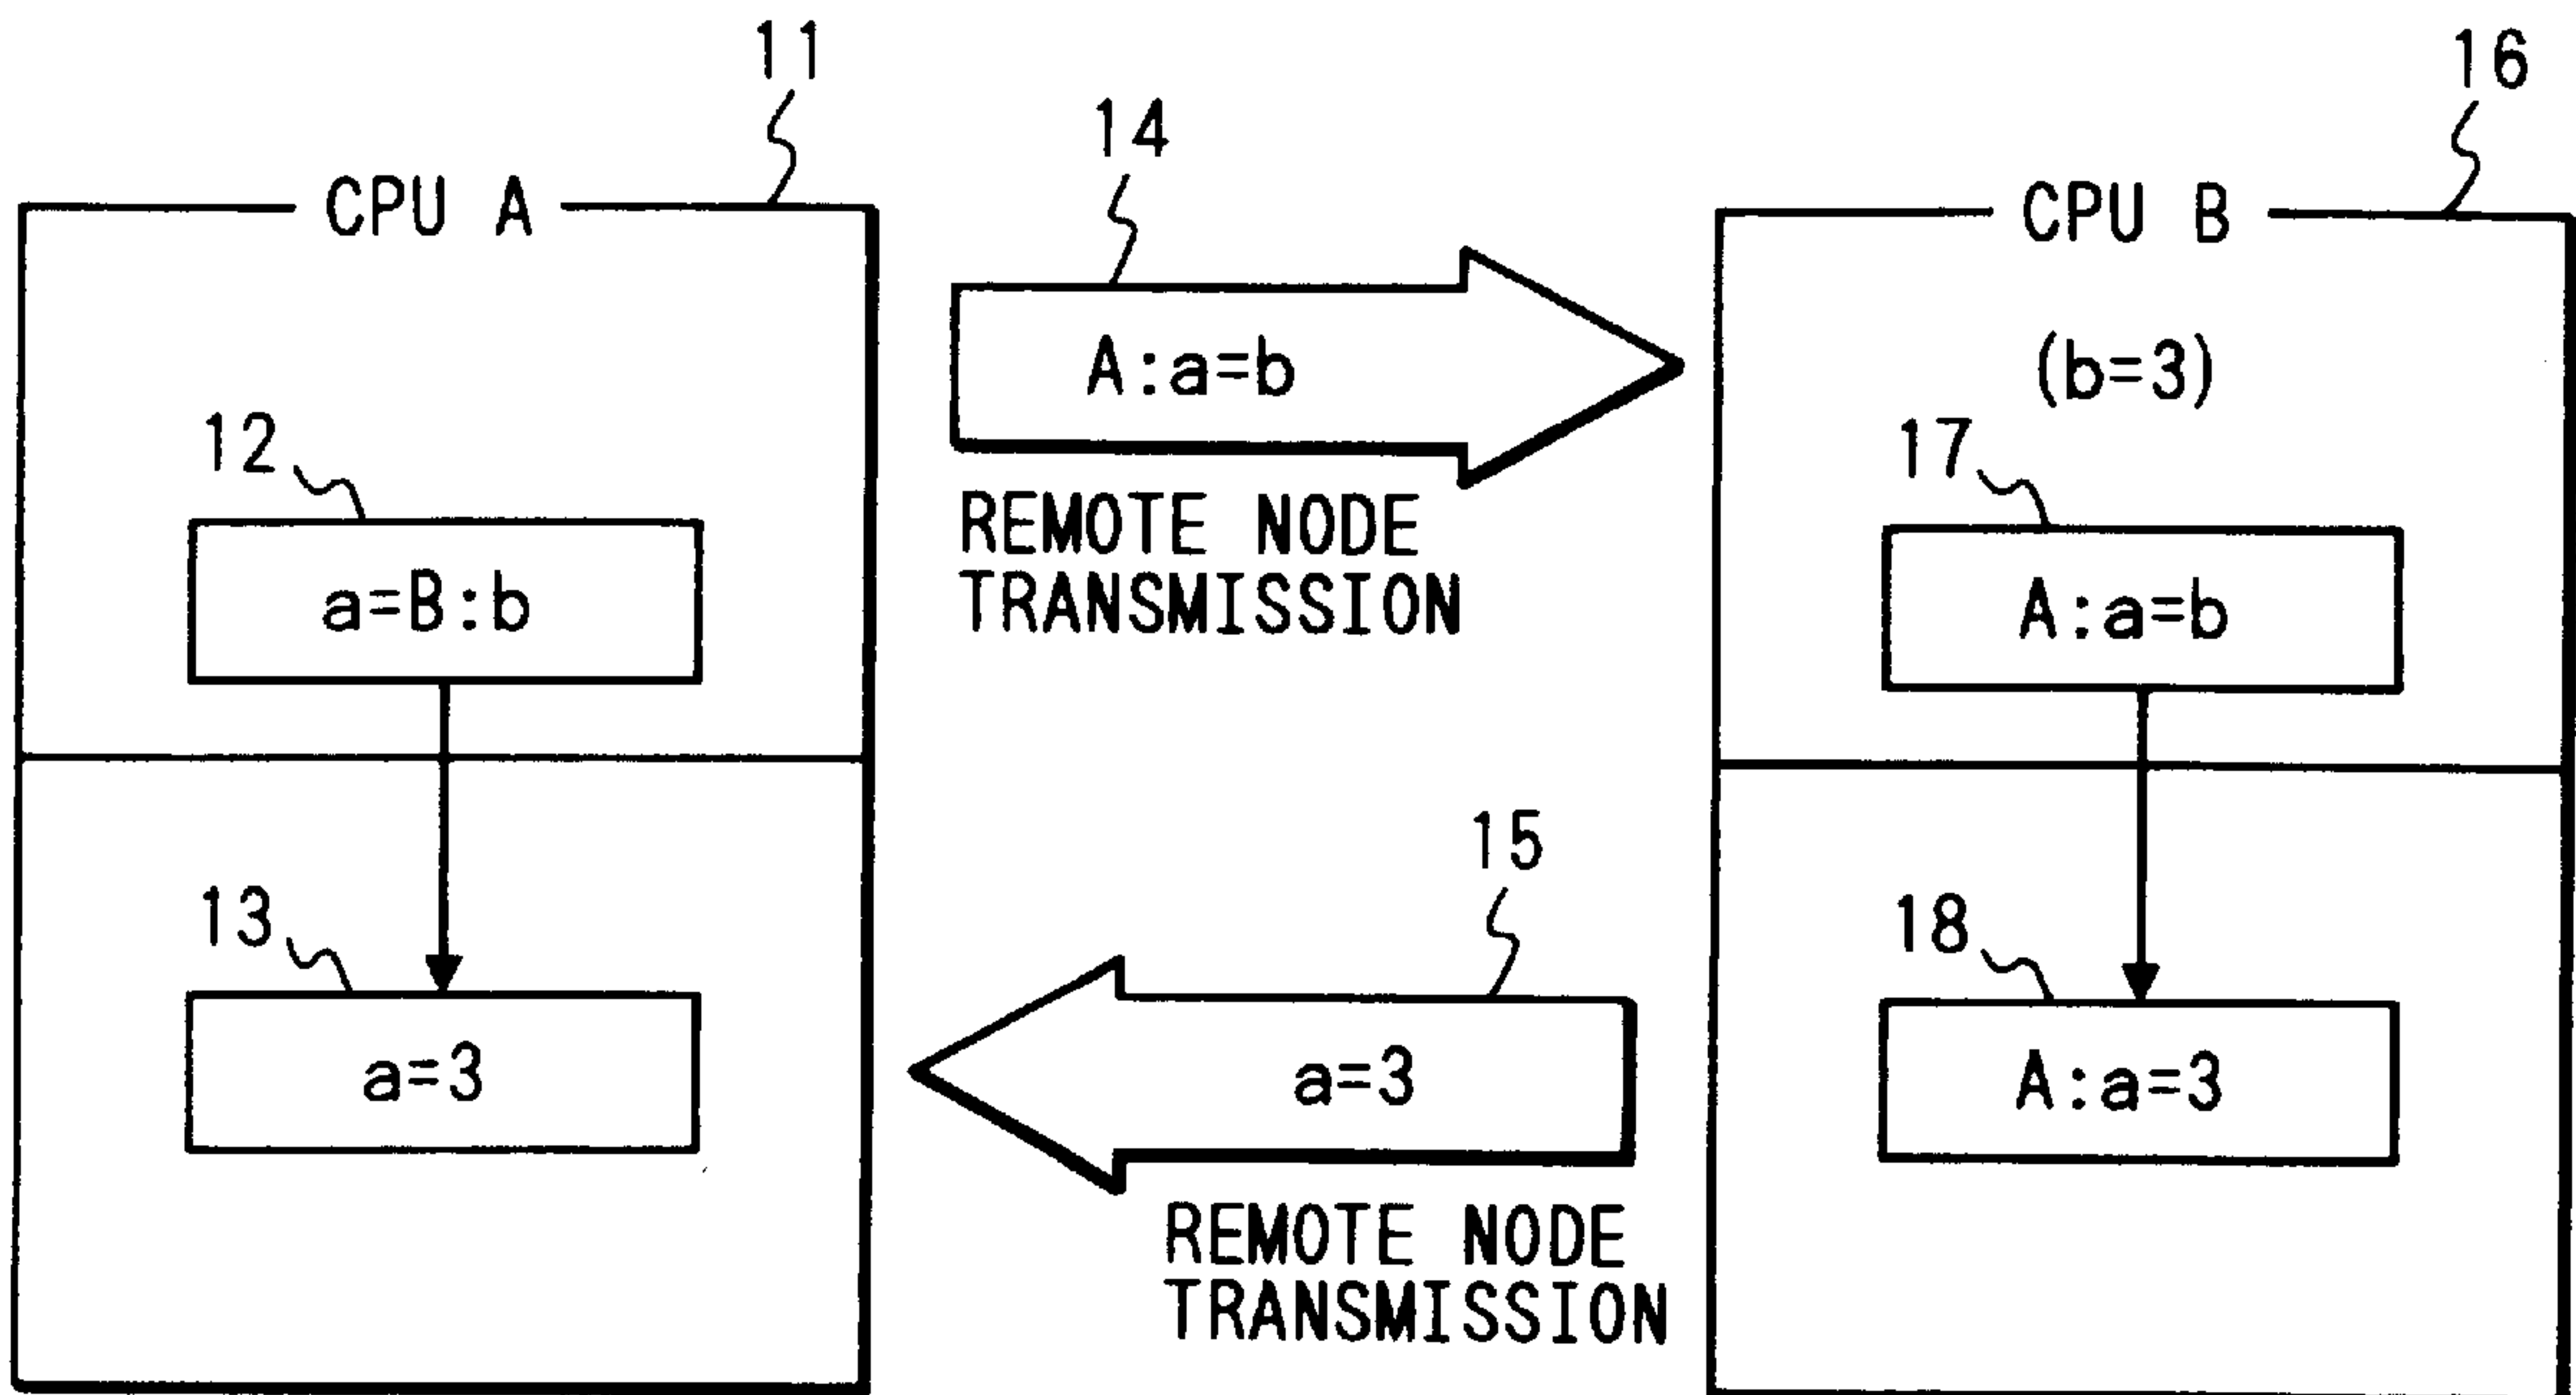 11
CPU A
12
a=B:b
13
a=3
14
A:a=b
REMOTE NODE
TRANSMISSION
15
a=3
REMOTE NODE
TRANSMISSION
16
CPU B
(b=3)
17
A:a=b
18
A:a=3